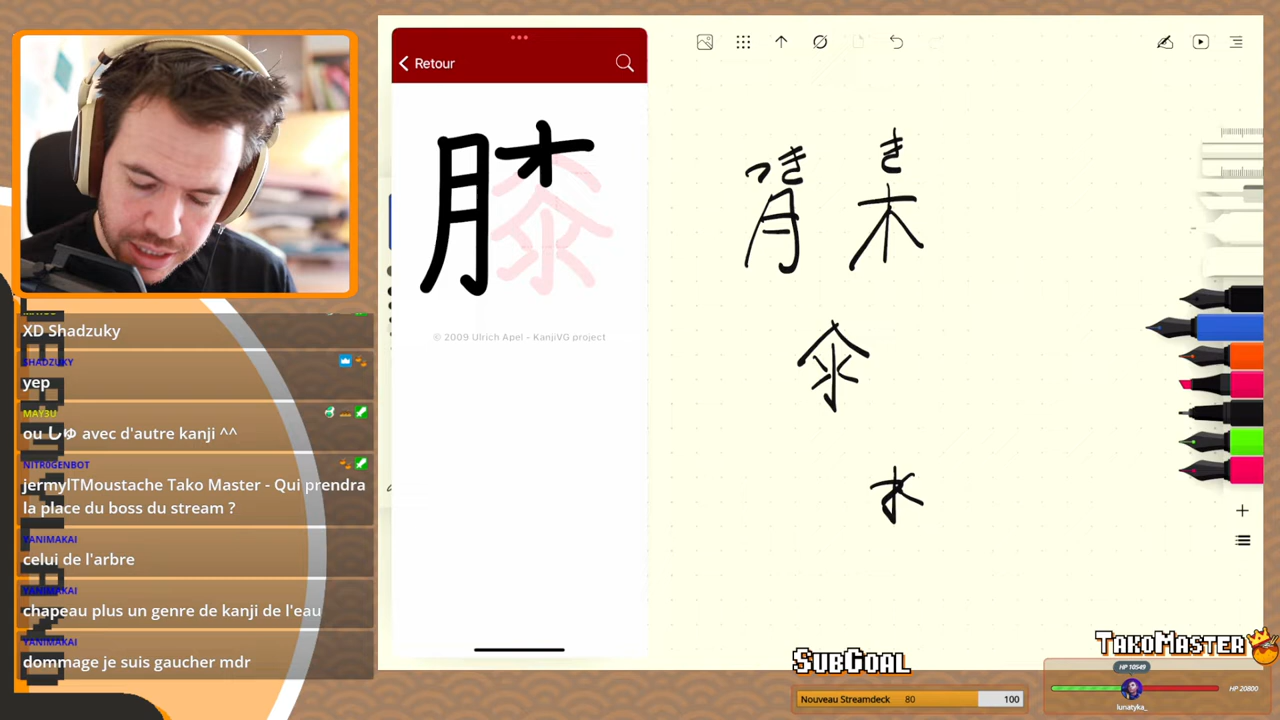 Retour
膝
© 2009 Ulrich Apel - KanjiVG project
つき
き
月
木
XD Shadzuky
SHADZUKY
yep
MAY3U
ou しゅ avec d'autre kanji ^^
NITR0GENBOT
jermylTMoustache Tako Master - Qui prendra
la place du boss du stream ?
YANIMAKAI
celui de l'arbre
YANIMAKAI
chapeau plus un genre de kanji de l'eau
YANIMAKAI
dommage je suis gaucher mdr
SUBGOAL
Nouveau Streamdeck 80 100
TAKOMASTER
HP 10549
HP 20800
lunatyka_